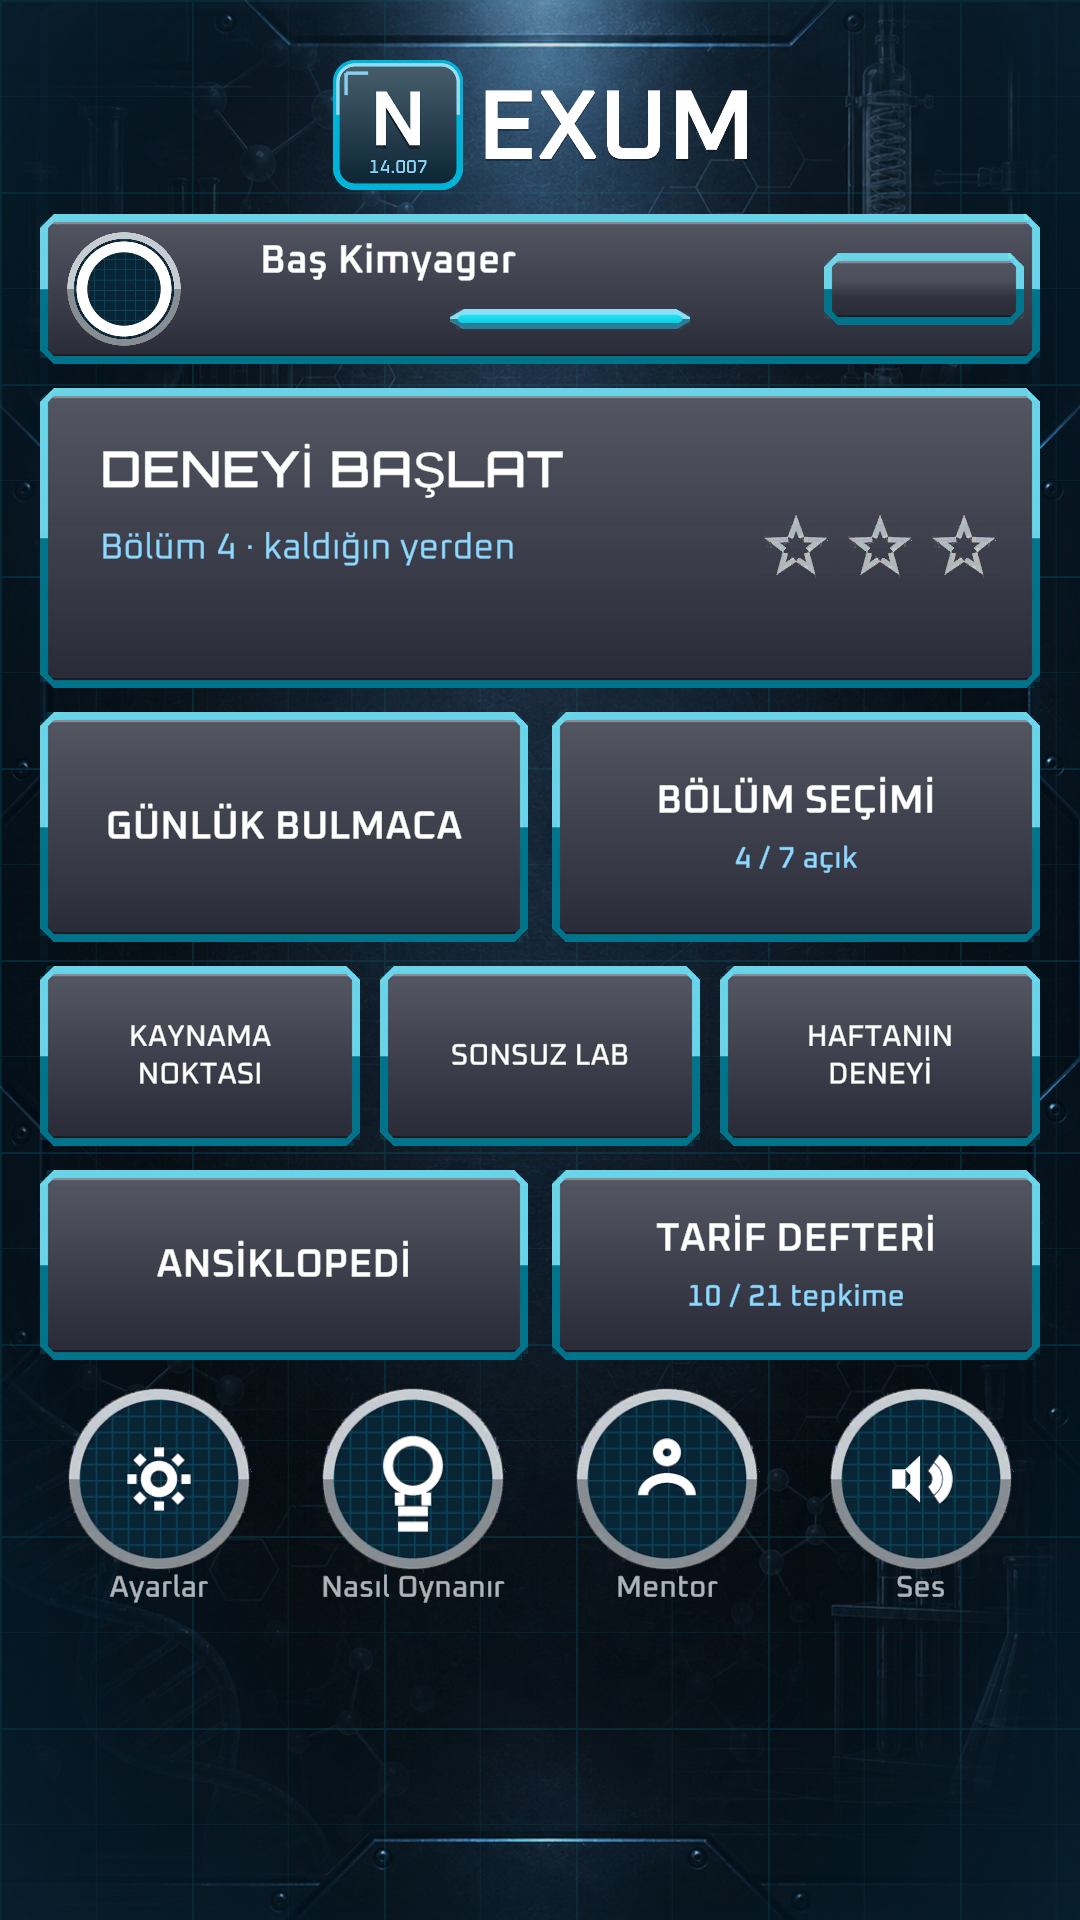 N
14.007
EXUM
Baş Kimyager
DENEYİ BAŞLAT
Bölüm 4 · kaldığın yerden
GÜNLÜK BULMACA
BÖLÜM SEÇİMİ
4 / 7 açık
KAYNAMA
NOKTASI
SONSUZ LAB
HAFTANIN
DENEYİ
ANSİKLOPEDİ
TARİF DEFTERİ
10 / 21 tepkime
Ayarlar
Nasıl Oynanır
Mentor
Ses